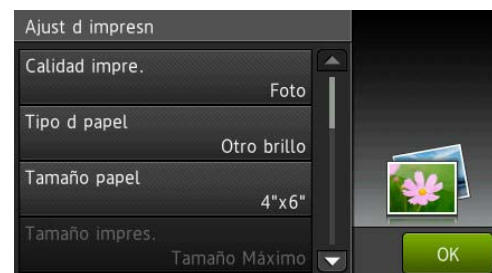 Ajust d impresn
Calidad impre.
Foto
Tipo d papel
Otro brillo
Tamaño papel
4"x6"
Tamaño impres.
Tamaño Máximo
OK